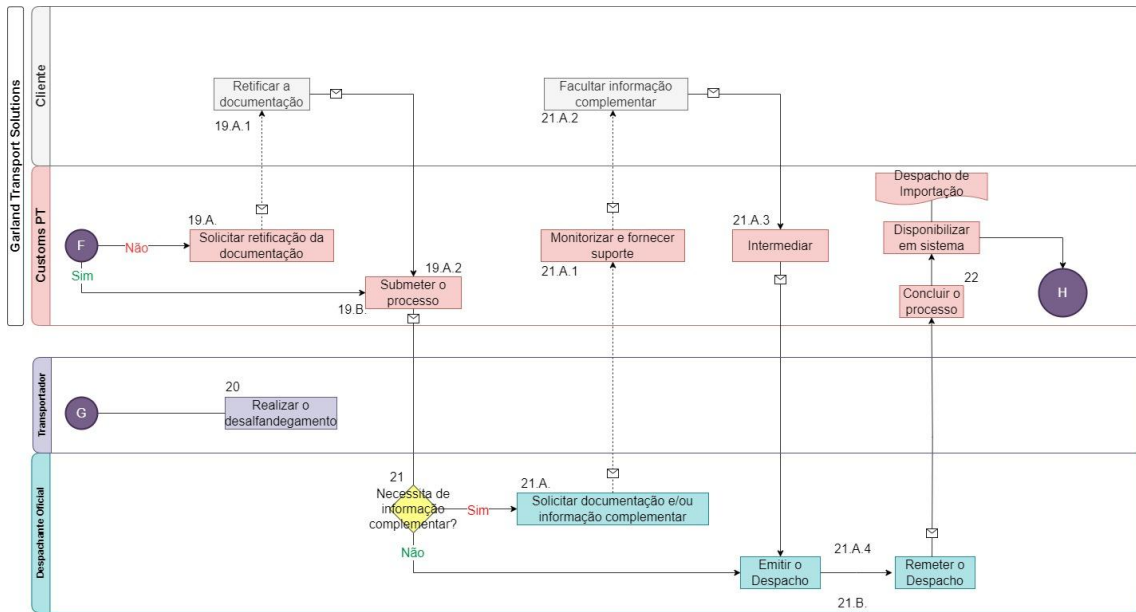 Garland Transport Solutions
Cliente
Retificar a
documentação
19.A.1
Facultar informação
complementar
21.A.2
Customs PT
F
Não
Sim
19.A.
Solicitar retificação da
documentação
19.A.2
Submeter o
processo
19.B.
Monitorizar e fornecer
suporte
21.A.1
21.A.3
Intermediar
Despacho de
Importação
Disponibilizar
em sistema
22
Concluir o
processo
H
Transportador
G
20
Realizar o
desalfandegamento
Despachante Oficial
21
Necessita de
informação
complementar?
Sim
Não
21.A.
Solicitar documentação e/ou
informação complementar
Emitir o
Despacho
21.A.4
21.B.
Remeter o
Despacho